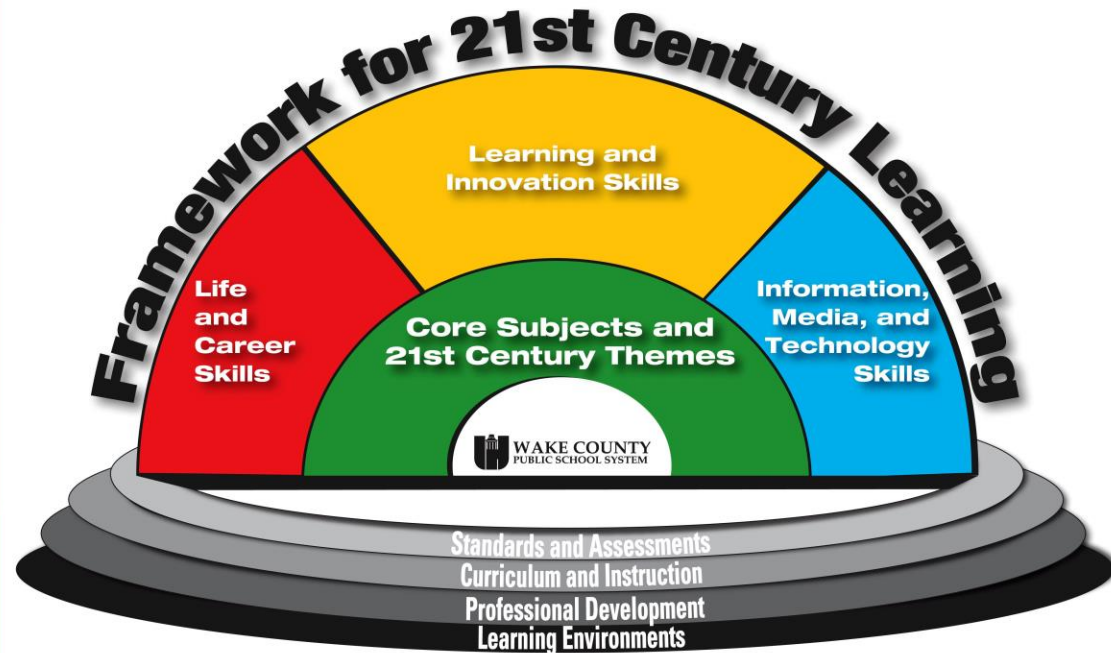 Framework for 21st Century Learning
Learning and
Innovation Skills
Life
and
Career
Skills
Information,
Media, and
Technology
Skills
Core Subjects and
21st Century Themes
WAKE COUNTY
PUBLIC SCHOOL SYSTEM
Standards and Assessments
Curriculum and Instruction
Professional Development
Learning Environments